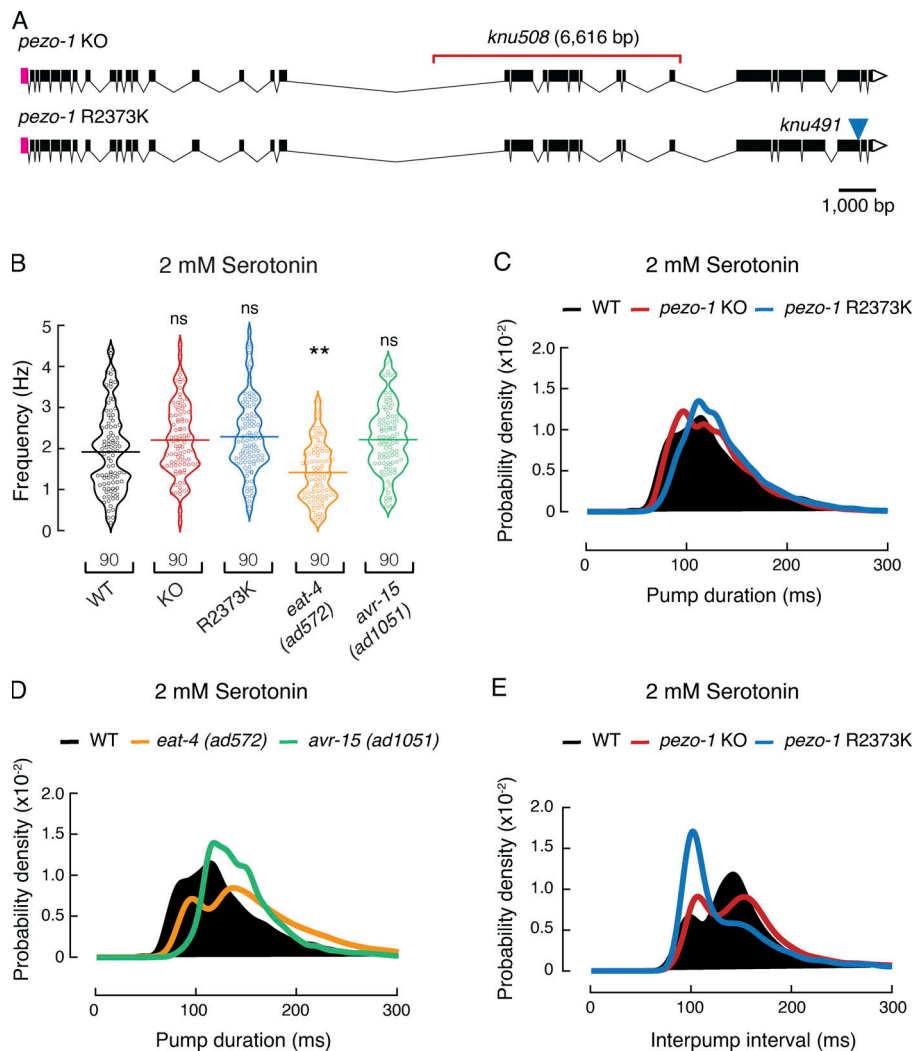 A
pezo-1 KO
knu508 (6,616 bp)
pezo-1 R2373K
knu491
1,000 bp
B
2 mM Serotonin
Frequency (Hz)
5
4
3
2
1
0
ns
ns
**
ns
90
90
90
90
90
WT
KO
R2373K
eat-4
(ad572)
avr-15
(ad1051)
C
2 mM Serotonin
WT
pezo-1 KO
pezo-1 R2373K
Probability density (x10-2)
2.0
1.5
1.0
0.5
0
0
100
200
300
Pump duration (ms)
D
2 mM Serotonin
WT
eat-4 (ad572)
avr-15 (ad1051)
Probability density (x10-2)
2.0
1.5
1.0
0.5
0
0
100
200
300
Pump duration (ms)
E
2 mM Serotonin
WT
pezo-1 KO
pezo-1 R2373K
Probability density (x10-2)
2.0
1.5
1.0
0.5
0
0
100
200
300
Interpump interval (ms)